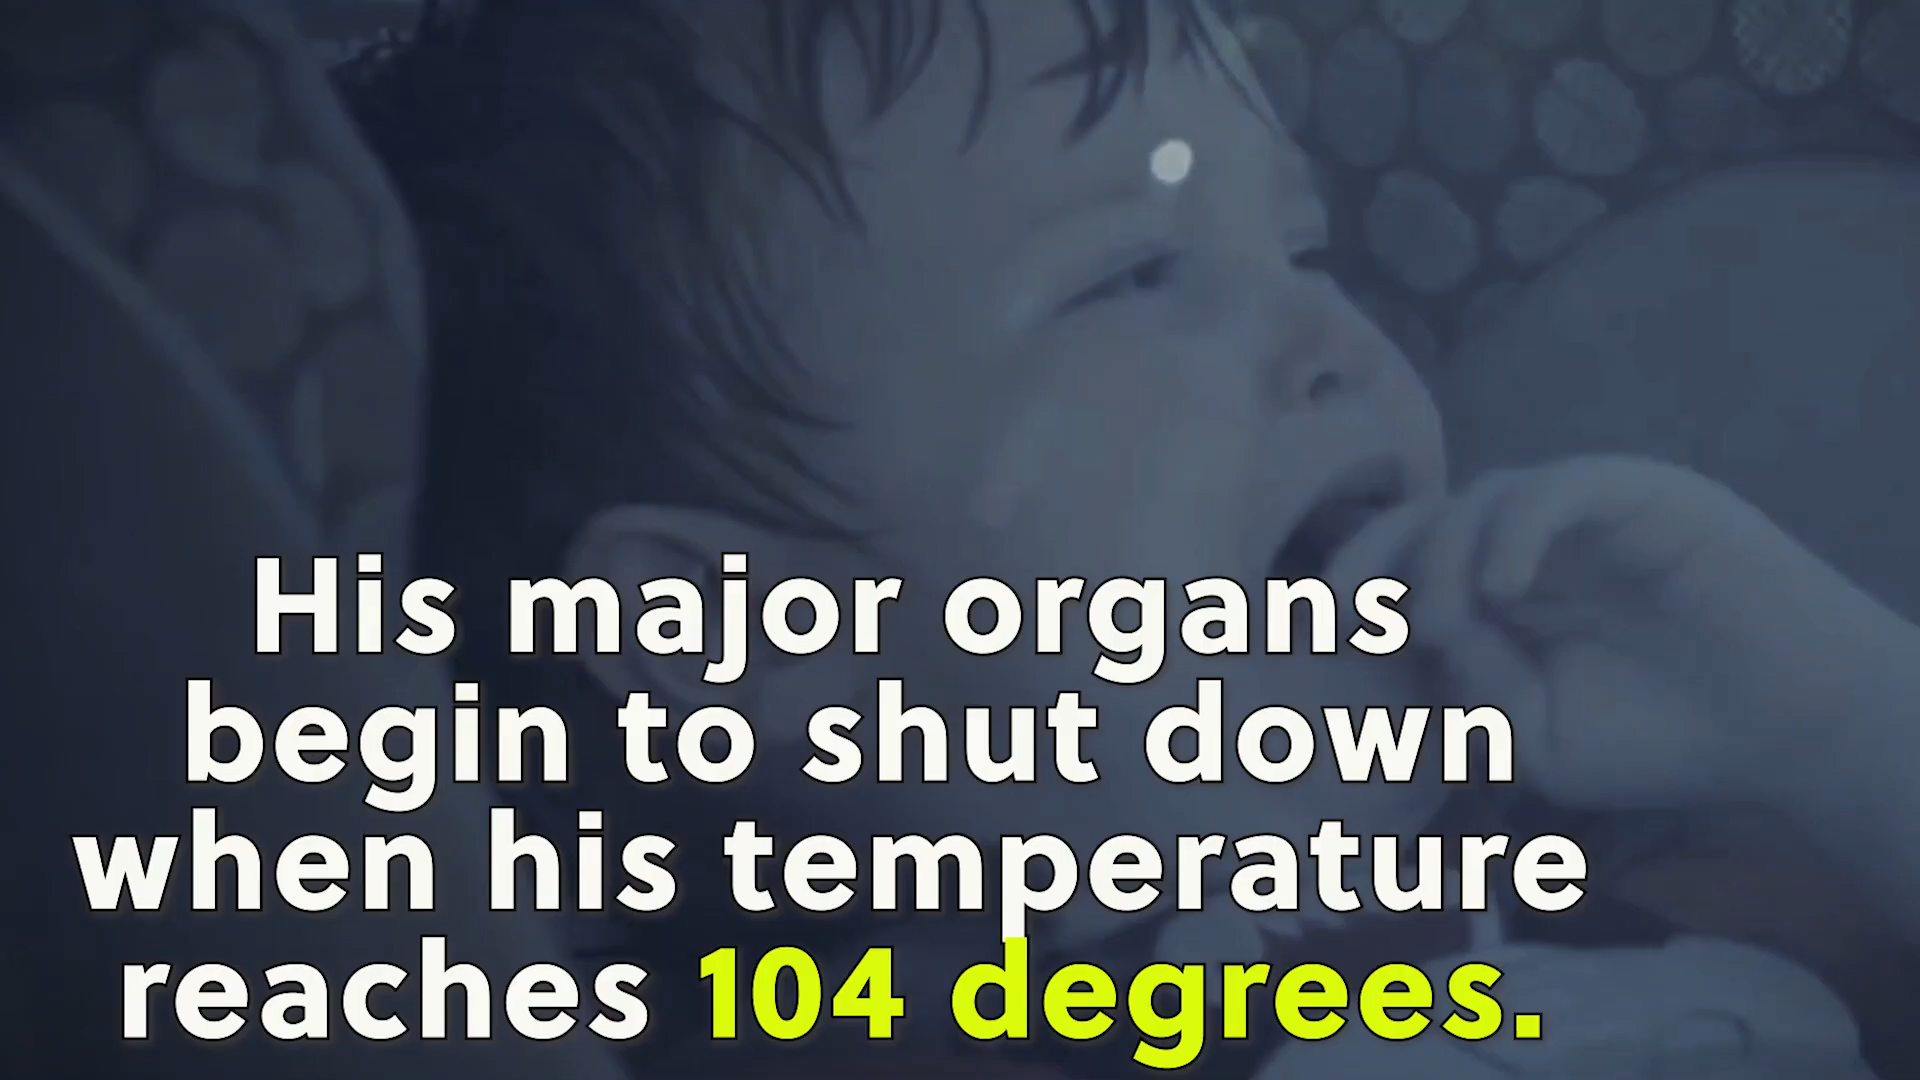 His major organs
begin to shut down
when his temperature
reaches 104 degrees.